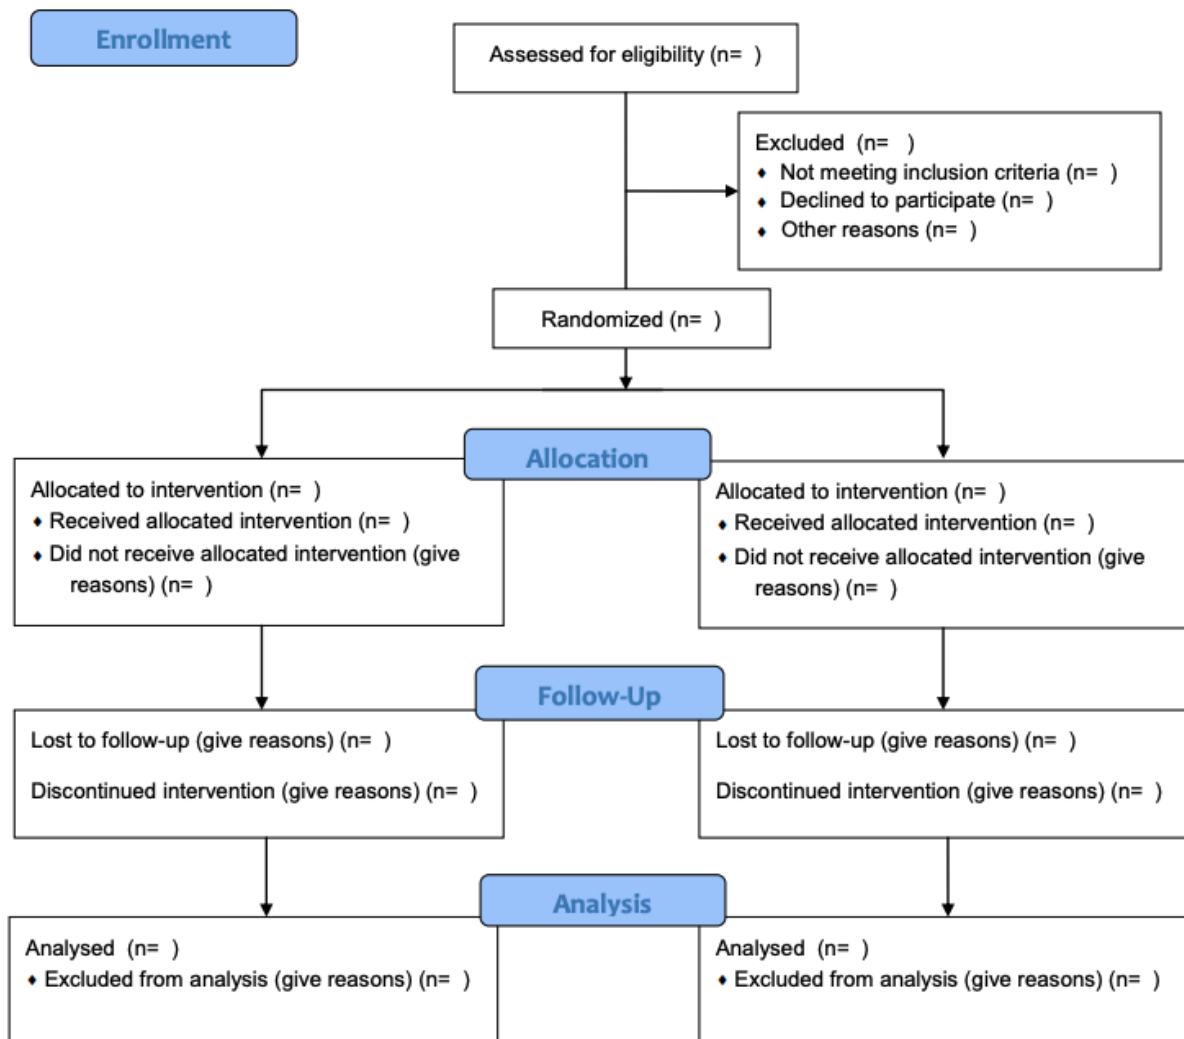 Enrollment
Assessed for eligibility (n=  )
Excluded  (n=   )
♦ Not meeting inclusion criteria (n=  )
♦ Declined to participate (n=  )
♦ Other reasons (n=  )
Randomized (n=  )
Allocation
Allocated to intervention (n=  )
♦ Received allocated intervention (n=  )
♦ Did not receive allocated intervention (give
reasons) (n=  )
Allocated to intervention (n=  )
♦ Received allocated intervention (n=  )
♦ Did not receive allocated intervention (give
reasons) (n=  )
Follow-Up
Lost to follow-up (give reasons) (n=  )
Discontinued intervention (give reasons) (n=  )
Lost to follow-up (give reasons) (n=  )
Discontinued intervention (give reasons) (n=  )
Analysis
Analysed  (n=  )
♦ Excluded from analysis (give reasons) (n=  )
Analysed  (n=  )
♦ Excluded from analysis (give reasons) (n=  )